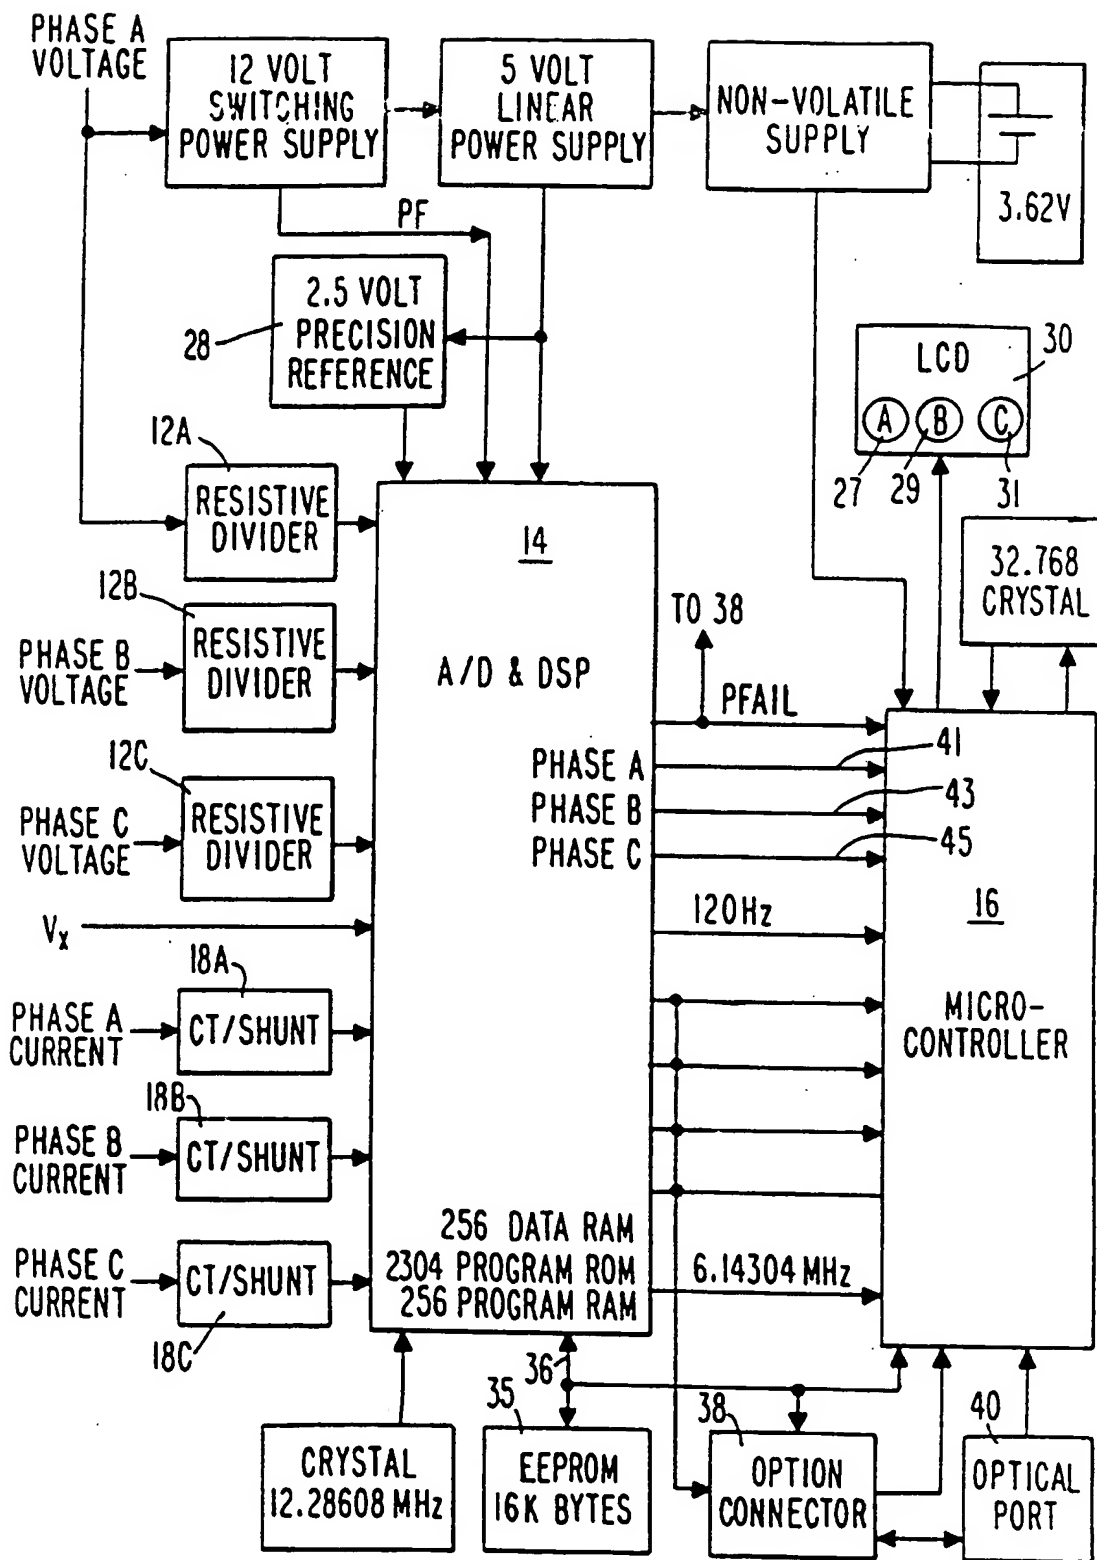 PHASE A
VOLTAGE
12 VOLT
SWITCHING
POWER SUPPLY
5 VOLT
LINEAR
POWER SUPPLY
NON-VOLATILE
SUPPLY
3.62V
PF
2.5 VOLT
PRECISION
REFERENCE
28
LCD
30
A
B
C
27
29
31
12A
RESISTIVE
DIVIDER
14
32.768
CRYSTAL
12B
PHASE B
VOLTAGE
RESISTIVE
DIVIDER
A/D & DSP
TO 38
PFAIL
12C
PHASE C
VOLTAGE
RESISTIVE
DIVIDER
PHASE A
41
PHASE B
43
PHASE C
45
Vx
120Hz
16
MICRO-
CONTROLLER
18A
PHASE A
CURRENT
CT/SHUNT
18B
PHASE B
CURRENT
CT/SHUNT
PHASE C
CURRENT
CT/SHUNT
18C
256 DATA RAM
2304 PROGRAM ROM
256 PROGRAM RAM
6.14304 MHz
36
35
38
40
CRYSTAL
12.28608 MHz
EEPROM
16K BYTES
OPTION
CONNECTOR
OPTICAL
PORT